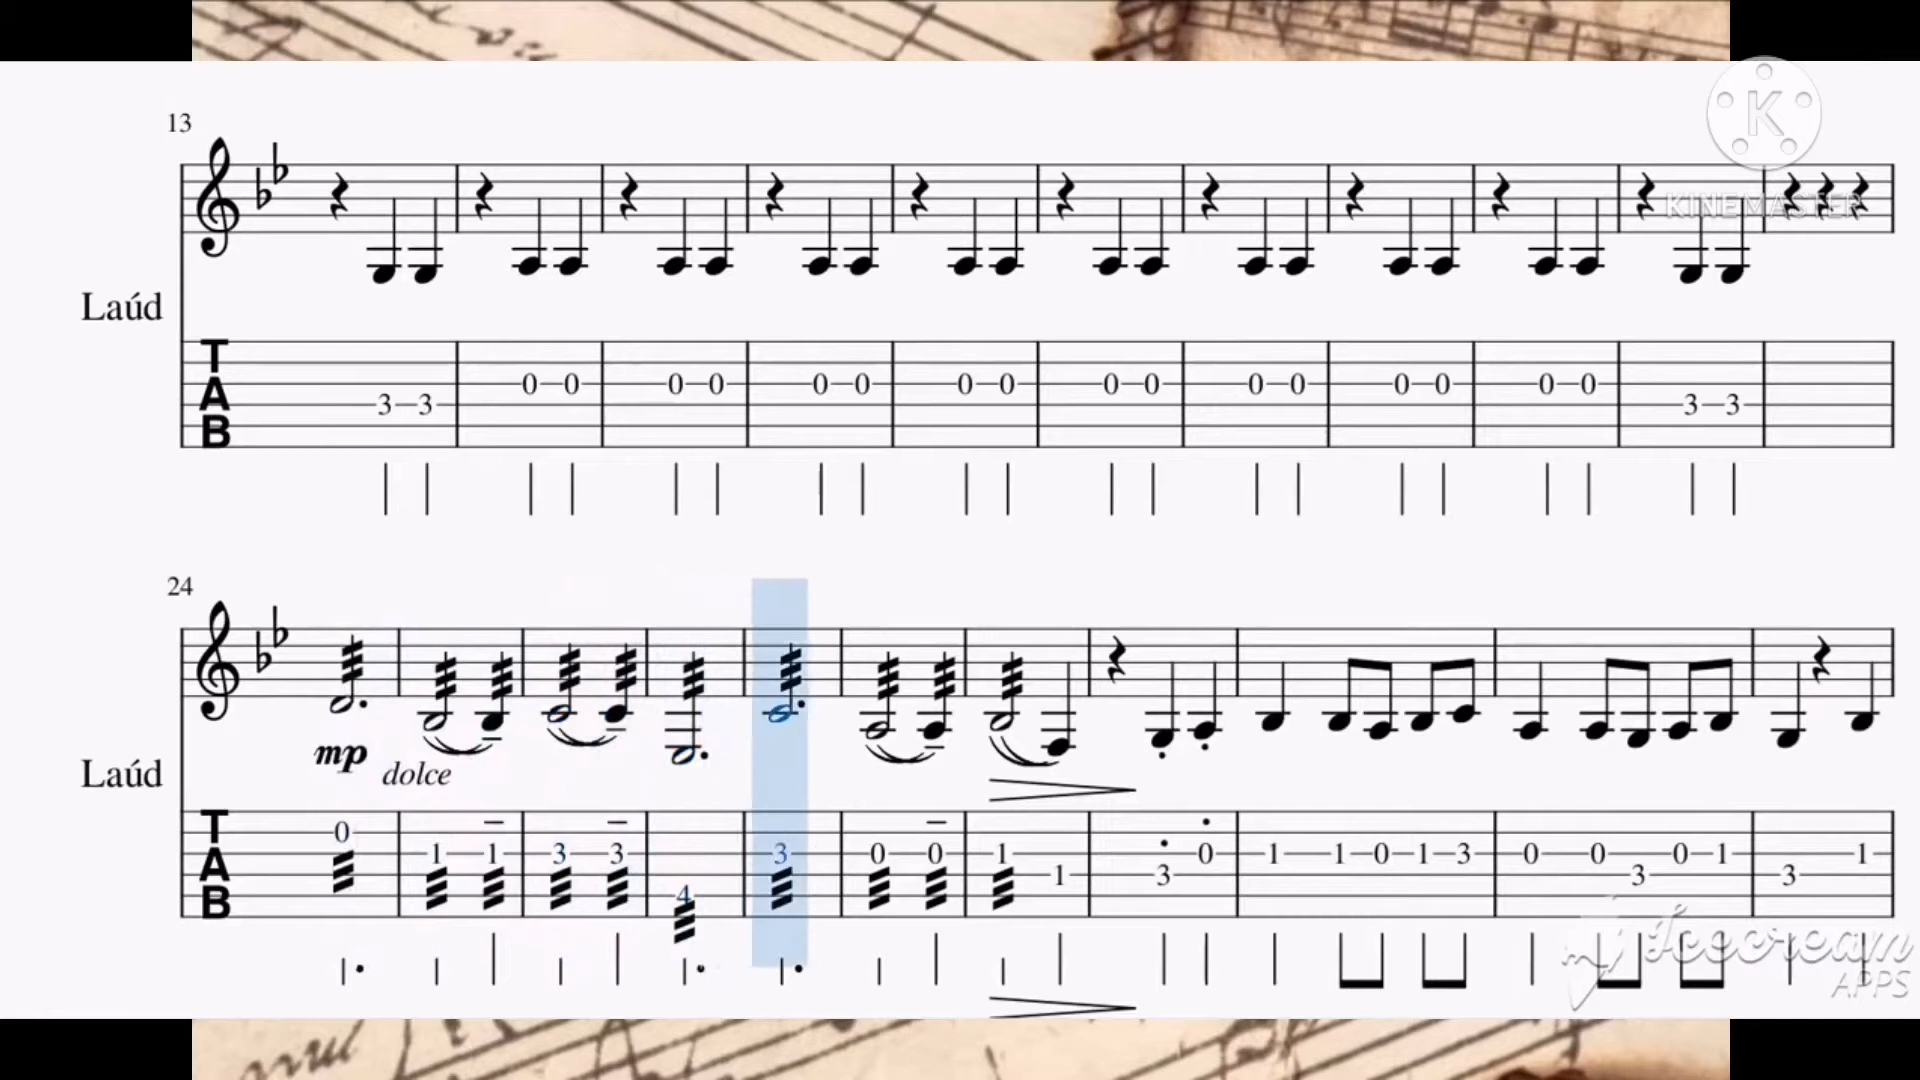 K
KINEMASTER
13
Laúd
T
A
B
3 3 0 0 0 0 0 0 0 0 0 0 0 0 0 0 0 0 3 3
24
mp
dolce
Laúd
T
A
B
0 1 1 3 3 4 3 0 0 1 1 3 0 1 1 0 1 3 0 0 3 0 1 3 1
Icecream
APPS